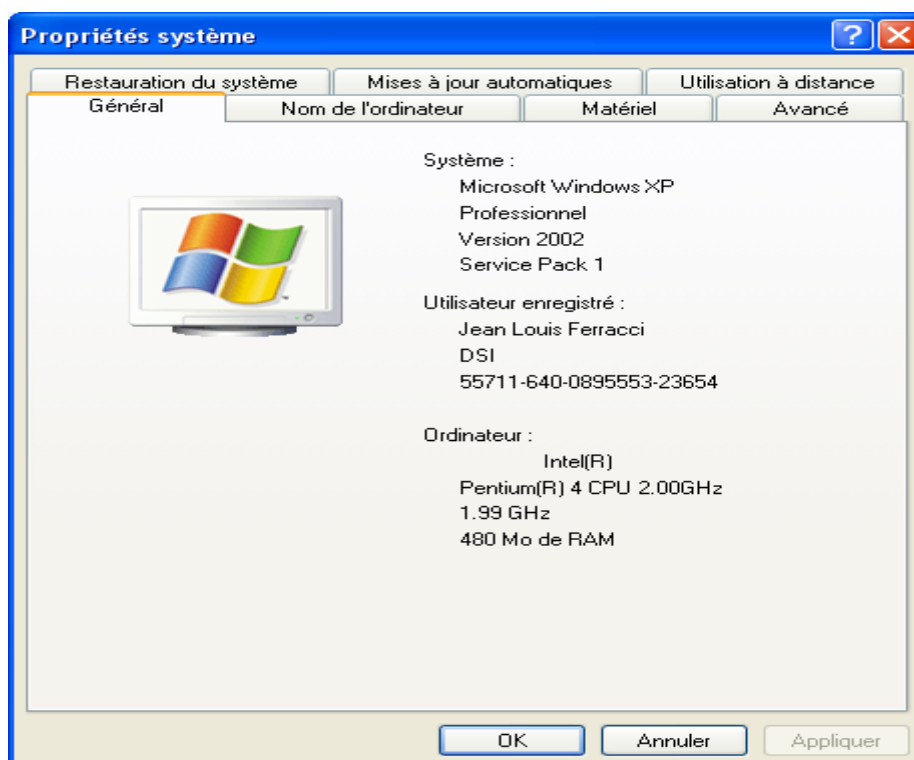 Propriétés système
Restauration du système Mises à jour automatiques Utilisation à distance
Général Nom de l'ordinateur Matériel Avancé
Système :
Microsoft Windows XP
Professionnel
Version 2002
Service Pack 1
Utilisateur enregistré :
Jean Louis Ferracci
DSI
55711-640-0895553-23654
Ordinateur :
Intel(R)
Pentium(R) 4 CPU 2.00GHz
1.99 GHz
480 Mo de RAM
OK Annuler Appliquer